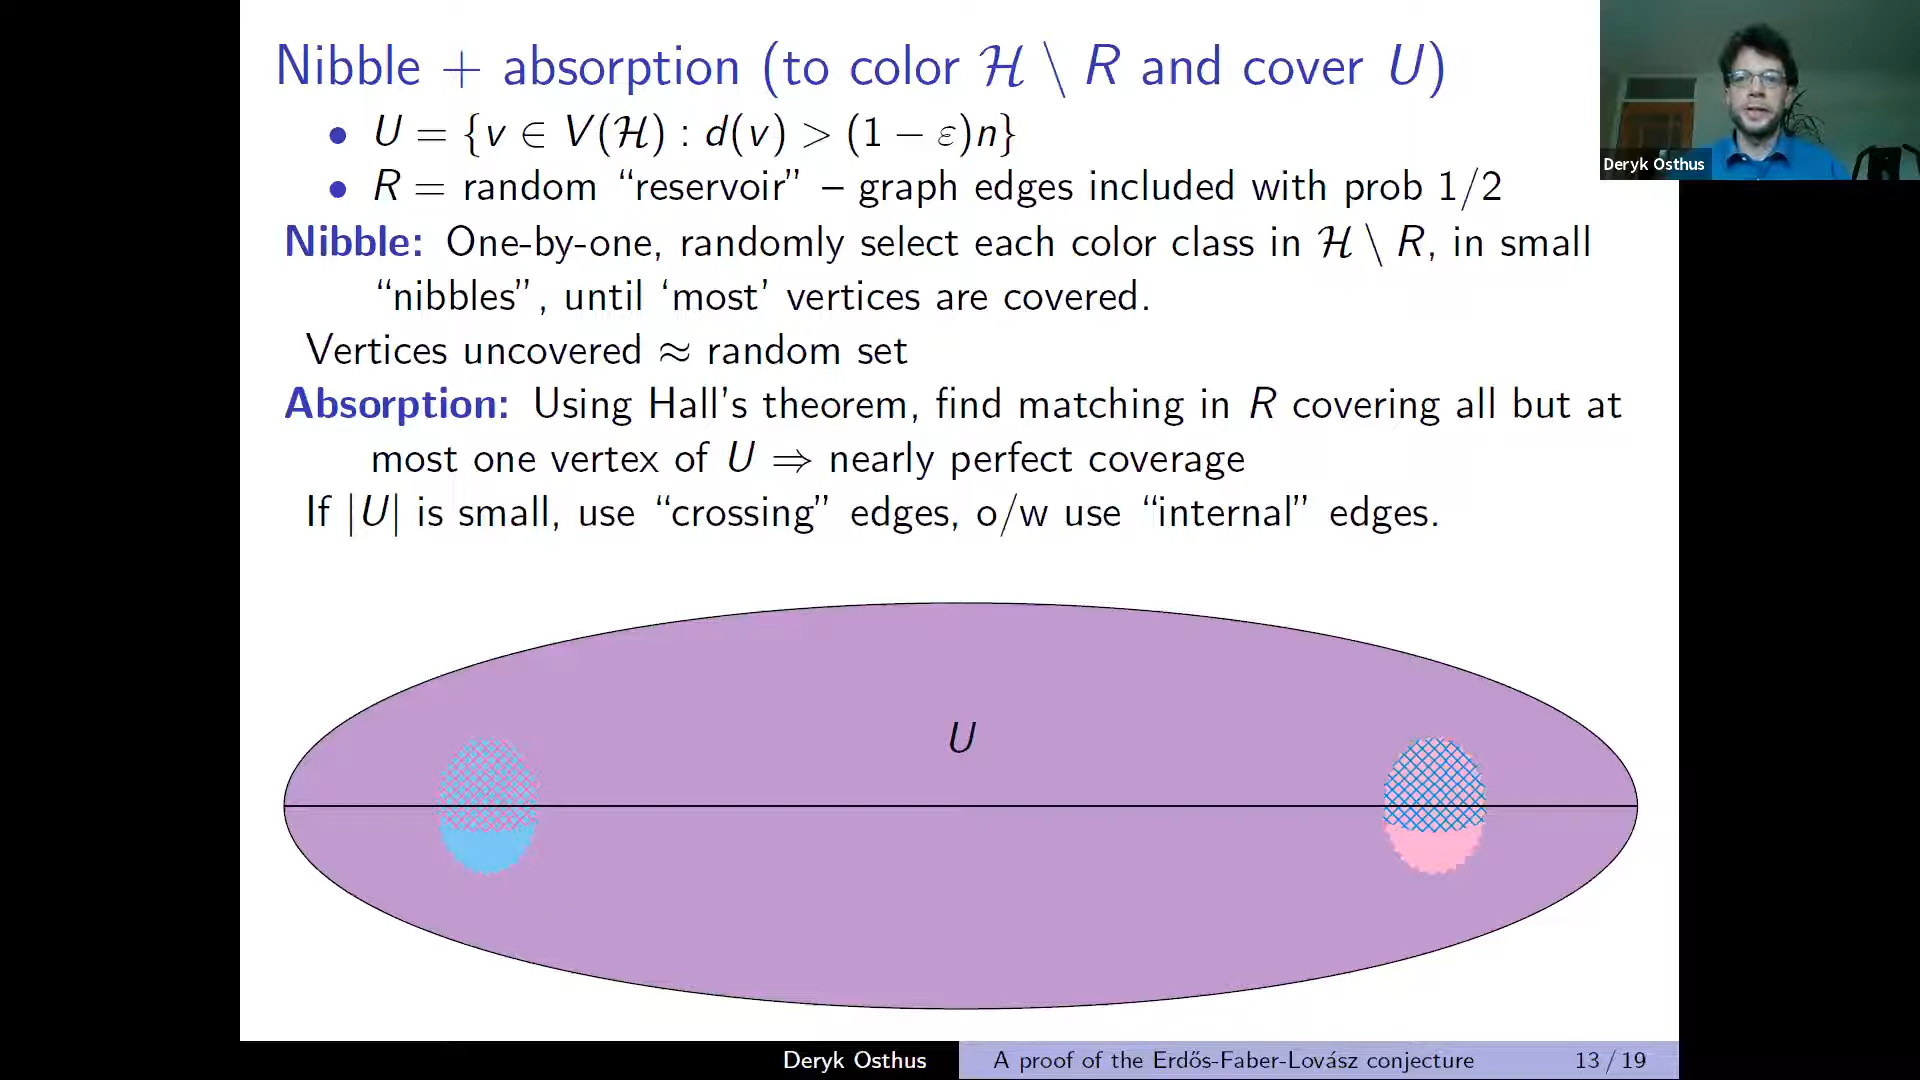 Nibble + absorption (to color ℋ \ R and cover U)
• U = {v ∈ V(ℋ) : d(v) > (1 − ε)n}
• R = random “reservoir” – graph edges included with prob 1/2
Nibble: One-by-one, randomly select each color class in ℋ \ R, in small
“nibbles”, until ‘most’ vertices are covered.
Vertices uncovered ≈ random set
Absorption: Using Hall’s theorem, find matching in R covering all but at
most one vertex of U ⇒ nearly perfect coverage
If |U| is small, use “crossing” edges, o/w use “internal” edges.
U
Deryk Osthus
Deryk Osthus A proof of the Erdős-Faber-Lovász conjecture 13 / 19